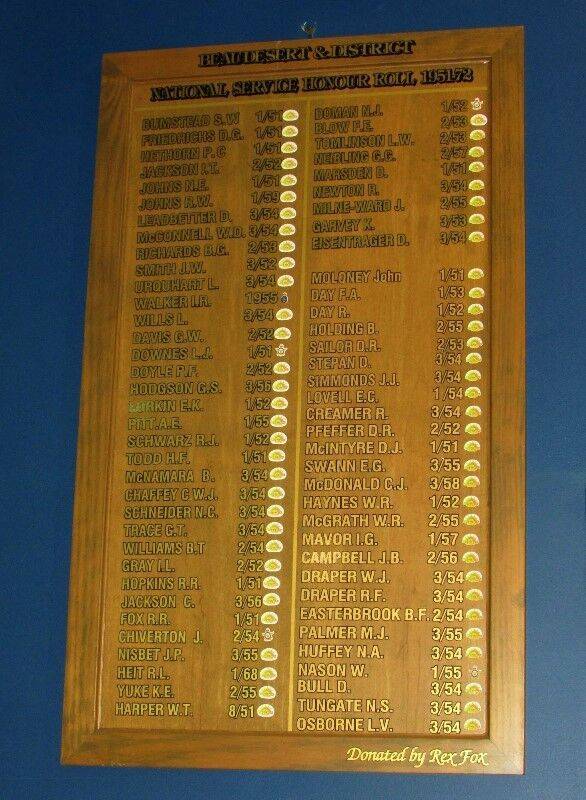 BEAUDESERT & DISTRICT
NATIONAL SERVICE HONOUR ROLL 1951-72
BUMSTEAD S.W 1/51
FRIEDRICHS D.G. 1/51
HETHORN P.C 1/51
JACKSON I.T. 2/52
JOHNS N.E. 1/51
JOHNS R.W. 1/59
LEADBETTER D. 3/54
McCONNELL W.D. 3/54
RICHARDS B.G. 2/53
SMITH J.W. 3/52
URQUHART L. 3/54
WALKER I.R. 1955
WILLS L. 3/54
DAVIS G.W. 2/52
DOWNES L.J. 1/51
DOYLE P.F. 2/52
HODGSON G.S. 3/56
LARKIN E.K. 1/52
PITT.A.E. 1/55
SCHWARZ R.J. 1/52
TODD H.F. 1/51
McNAMARA B. 3/54
CHAFFEY C W.J. 3/54
SCHNEIDER N.C. 3/54
TRACE C.T. 3/54
WILLIAMS B.T 2/54
GRAY I.L. 2/52
HOPKINS R.R. 1/51
JACKSON C. 3/56
FOX R.R. 1/51
CHIVERTON J. 2/54
NISBET J.P. 3/55
HEIT R.L. 1/68
YUKE K.E. 2/55
HARPER W.T. 8/51
DOMAN N.J. 1/52
BLOW F.E. 2/53
TOMLINSON L.W. 2/53
NEIBLING G.G. 2/57
MARSDEN D. 1/51
NEWTON R. 3/54
MILNE-WARD J. 2/55
GARVEY K. 3/53
EISENTRAGER D. 3/54
MOLONEY John 1/51
DAY F.A. 1/53
DAY R. 1/52
HOLDING B. 2/55
SAILOR D.R. 2/53
STEPAN D. 3/54
SIMMONDS J.J. 3/54
LOVELL E.C. 1/54
CREAMER R. 3/54
PFEFFER D.R. 2/52
McINTYRE D.J. 1/51
SWANN E.G. 3/55
McDONALD C.J. 3/58
HAYNES W.R. 1/52
McGRATH W.R. 2/55
MAVOR I.G. 1/57
CAMPBELL J.B. 2/56
DRAPER W.J. 3/54
DRAPER R.F. 3/54
EASTERBROOK B.F. 2/54
PALMER M.J. 3/55
HUFFEY N.A. 3/54
NASON W. 1/55
BULL D. 3/54
TUNGATE N.S. 3/54
OSBORNE L.V. 3/54
Donated by Rex Fox